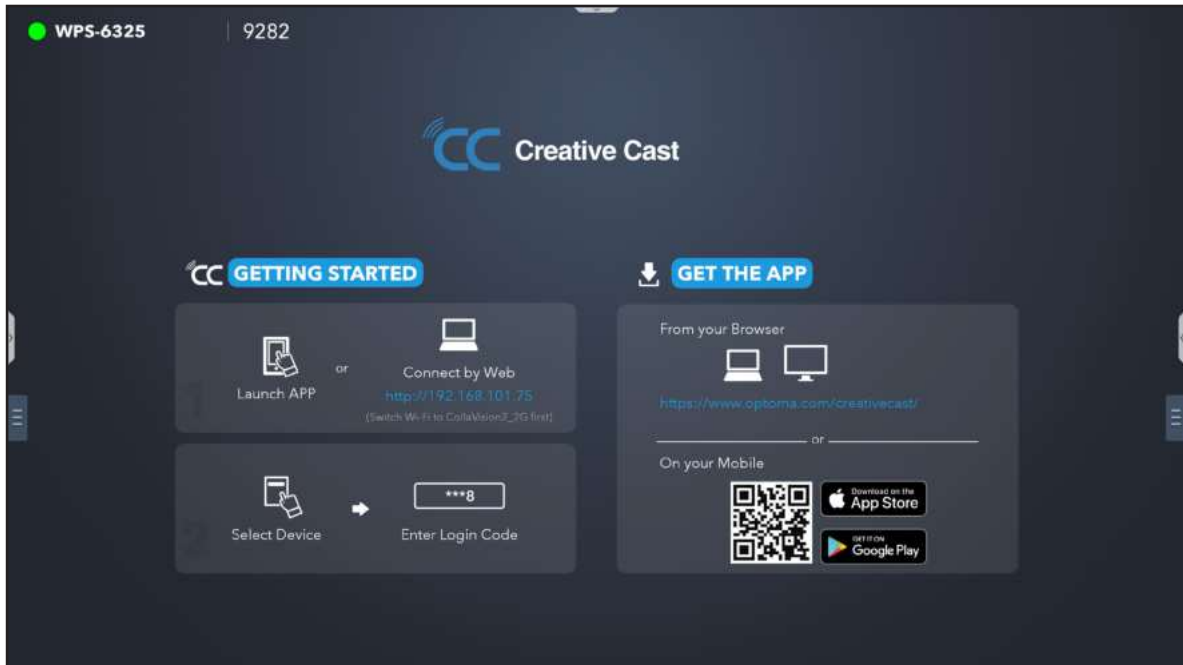 WPS-6325
9282
CC Creative Cast
CC GETTING STARTED
1
Launch APP
or
Connect by Web
http://192.168.101.75
(Switch Wi-Fi to CollaVision2_2G first)
2
Select Device
***8
Enter Login Code
GET THE APP
From your Browser
https://www.optoma.com/creativecast/
or
On your Mobile
Download on the
App Store
GET IT ON
Google Play